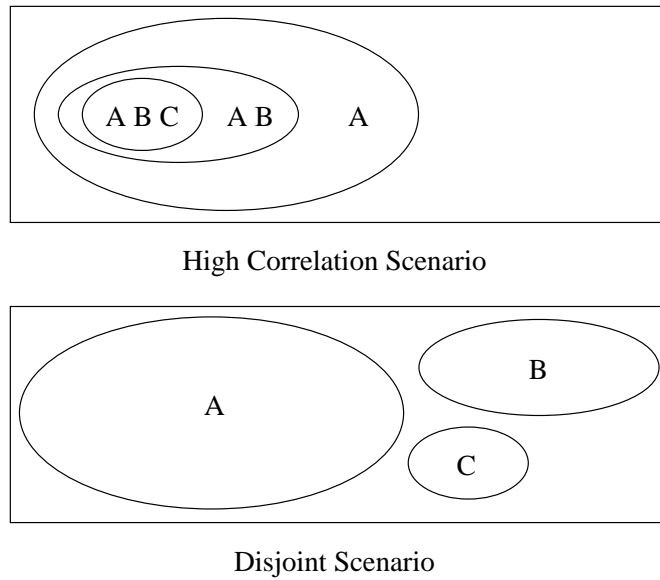 A B C A B A
High Correlation Scenario
A
B
C
Disjoint Scenario